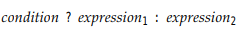 condition ? expression₁ : expression₂